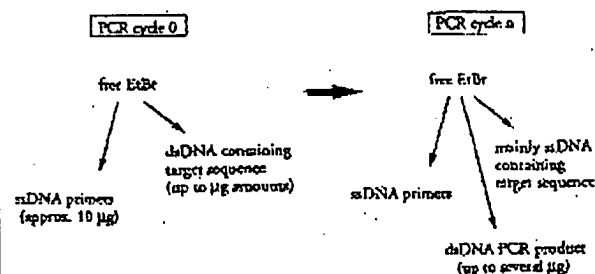 PCR cycle 0
free EtBr
dsDNA containing
target sequence
(up to µg amounts)
ssDNA primers
(approx. 10 µg)
PCR cycle n
free EtBr
mainly ssDNA
containing
target sequence
ssDNA primers
dsDNA PCR product
(up to several µg)